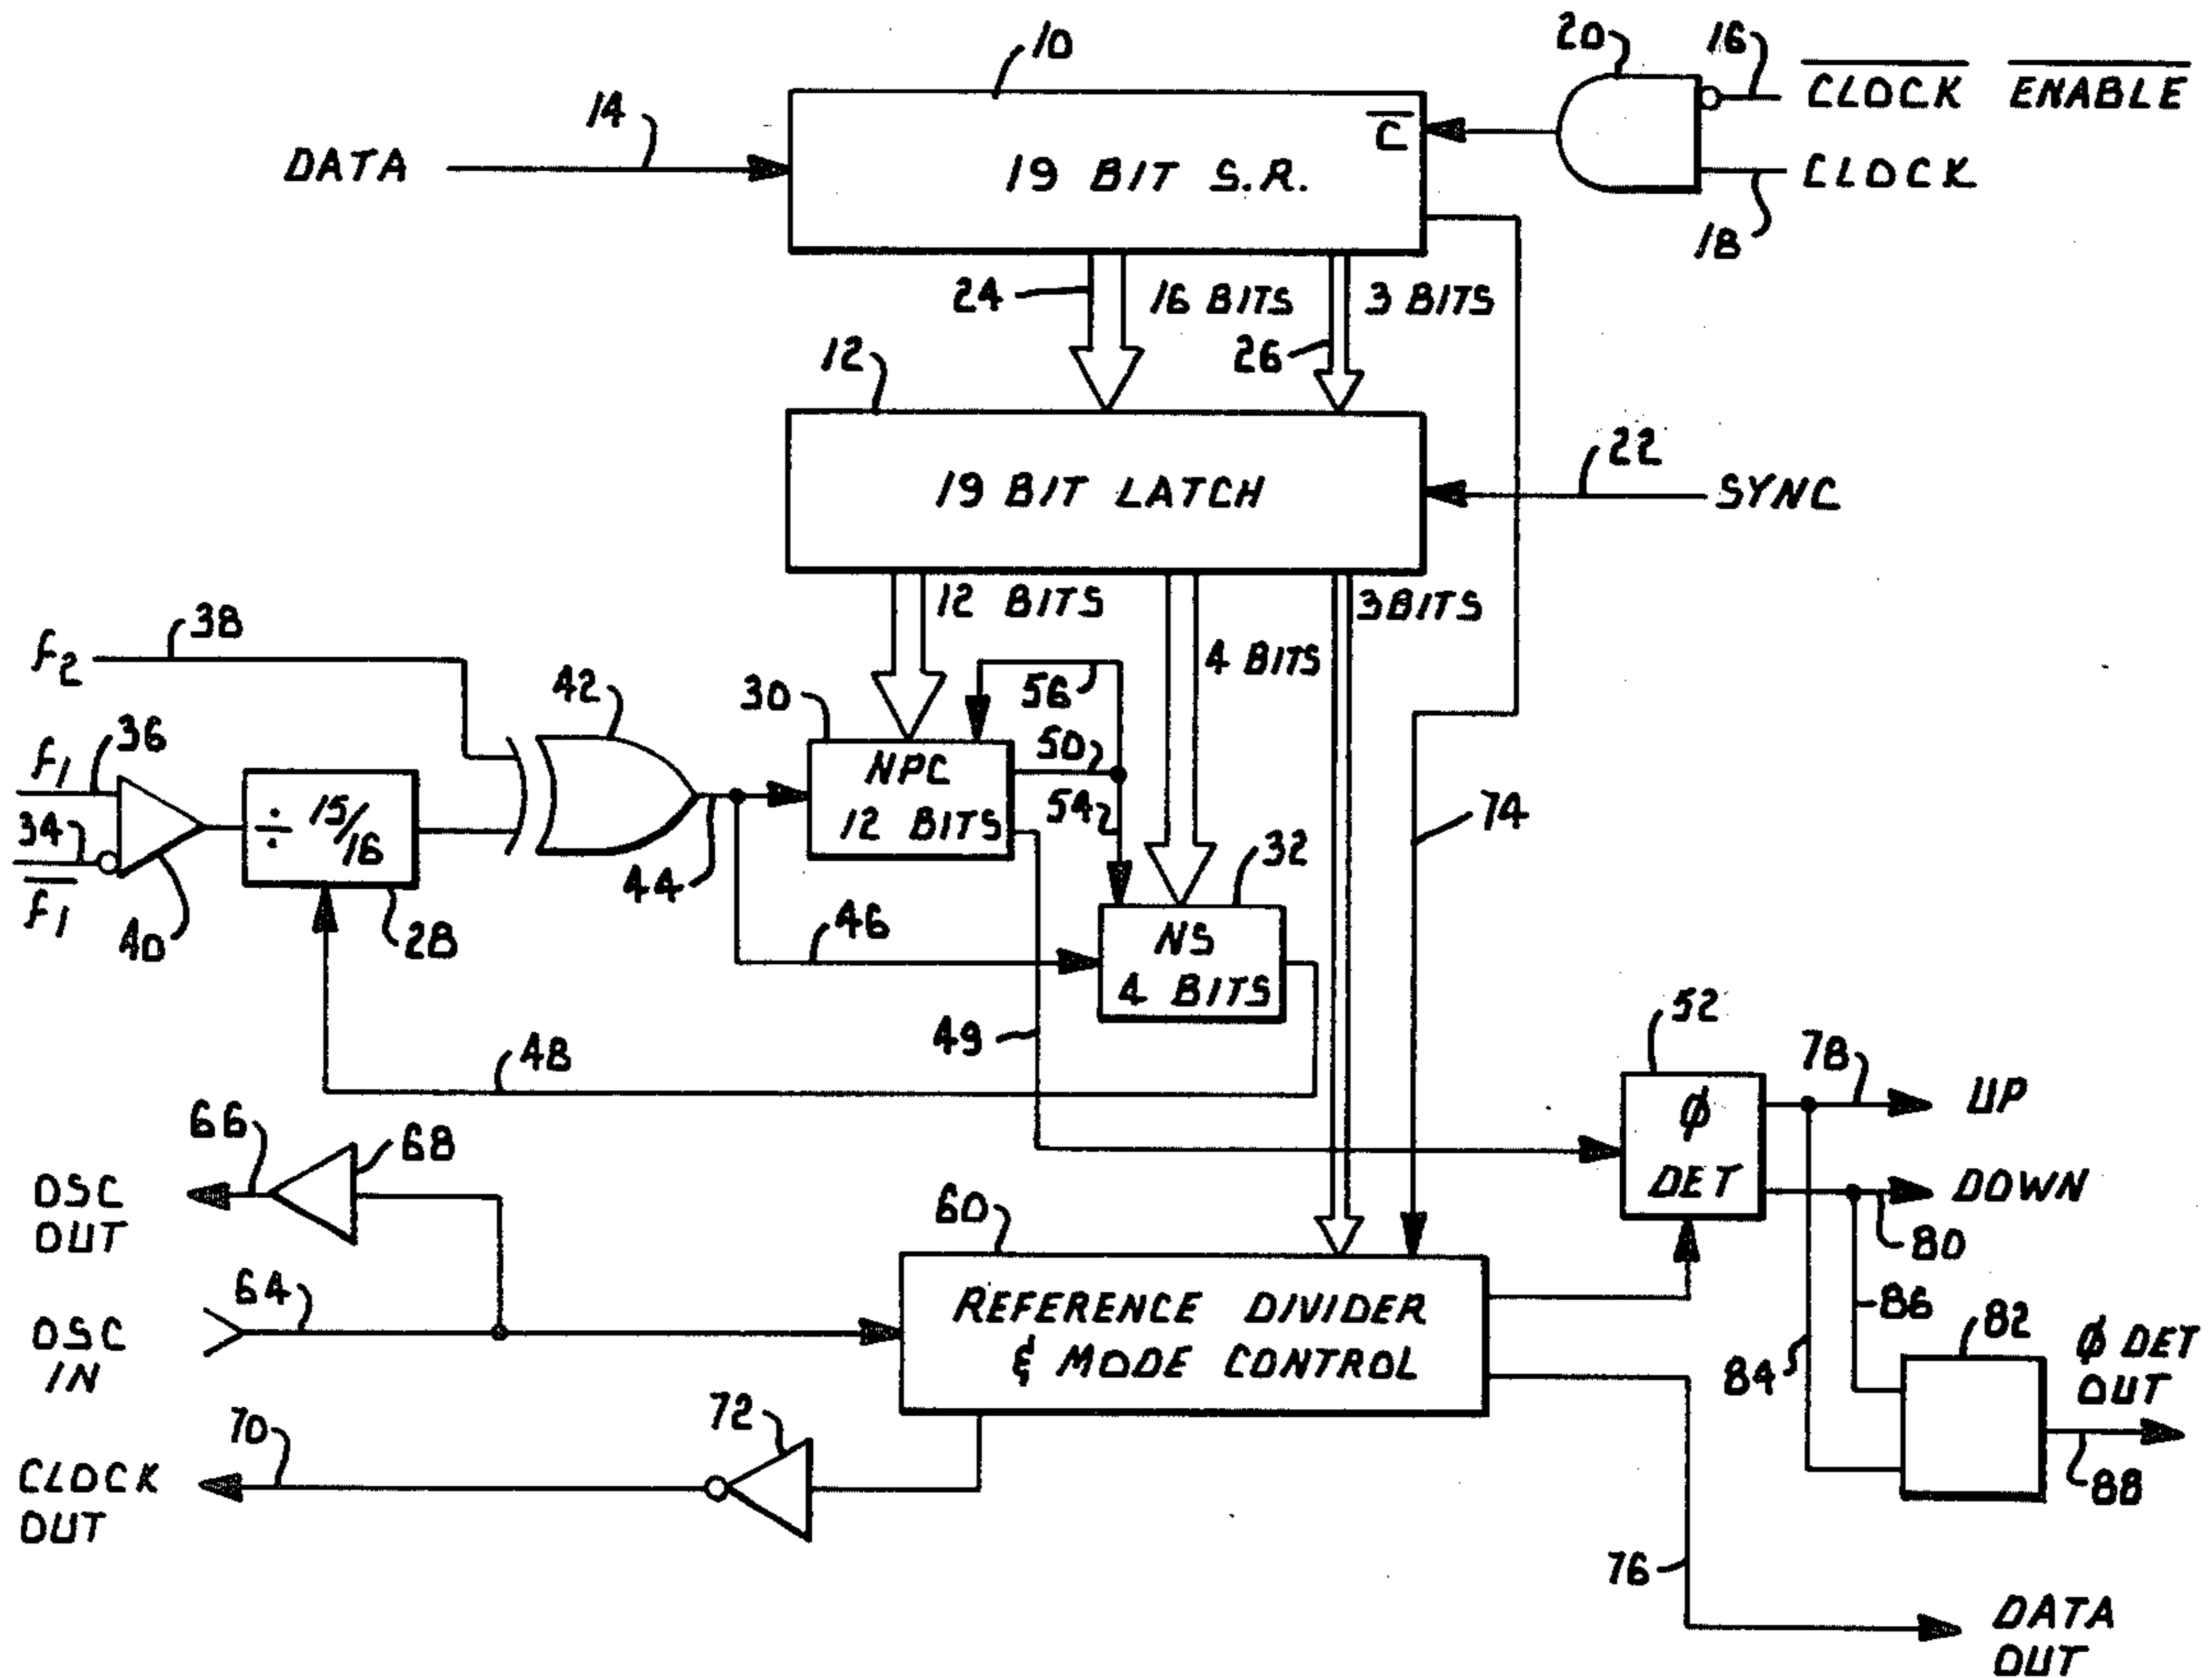 10
20
16
CLOCK ENABLE
14
C
DATA
19 BIT S.R.
CLOCK
18
24
16 BITS
3 BITS
26
12
22
19 BIT LATCH
SYNC
12 BITS
3 BITS
38
f2
4 BITS
42
30
56
36
f1
NPC
50
12 BITS
54
34
÷ 15/16
74
f1
40
28
44
32
46
NS
4 BITS
49
52
48
78
UP
φ
DET
66
68
OSC
OUT
DOWN
60
80
64
REFERENCE DIVIDER
& MODE CONTROL
86
82
φ DET
OUT
OSC
IN
84
72
70
88
CLOCK
OUT
76
DATA
OUT